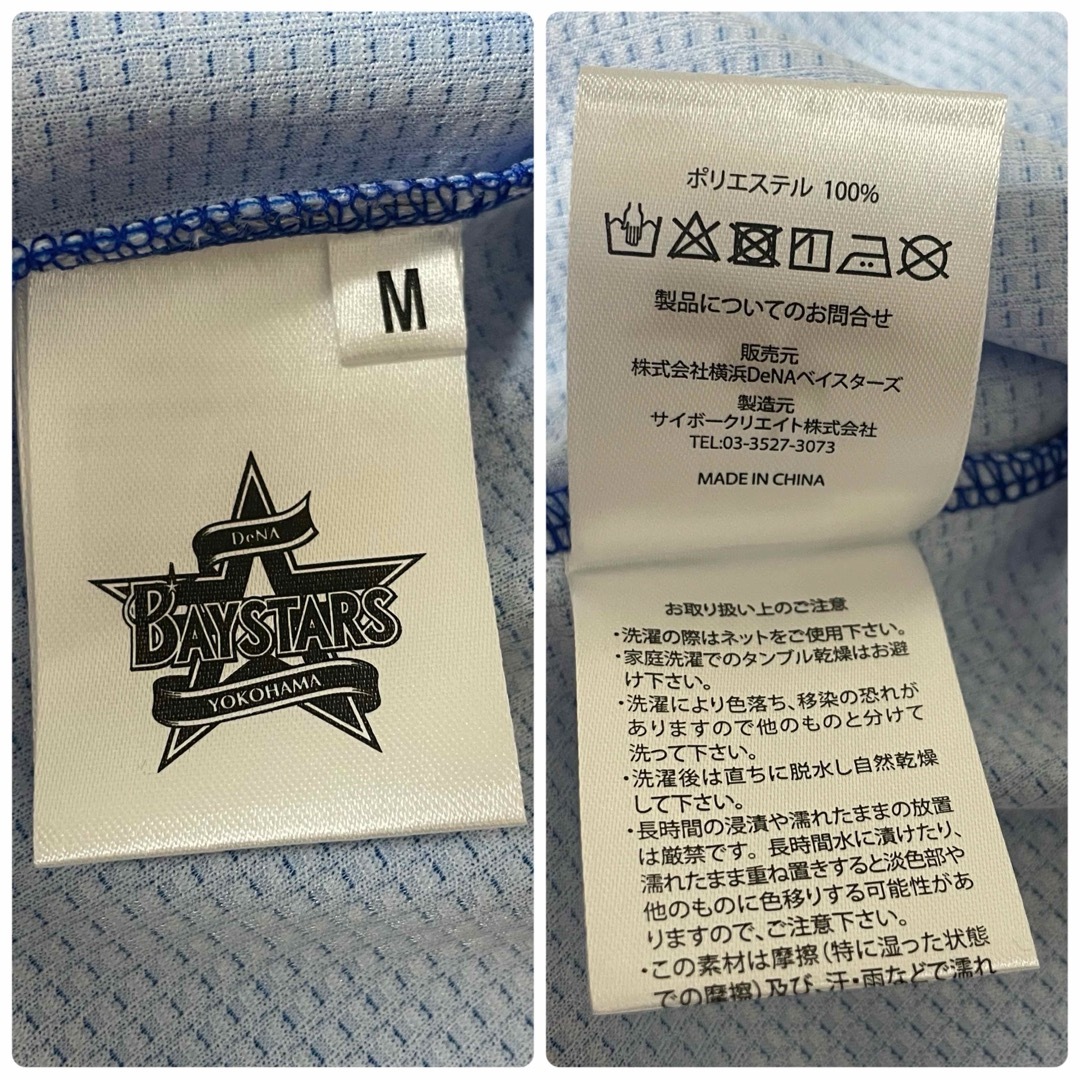 M
DeNA
BAYSTARS
YOKOHAMA
ポリエステル 100%
製品についてのお問合せ
販売元
株式会社横浜DeNAベイスターズ
製造元
サイボークリエイト株式会社
TEL:03-3527-3073
MADE IN CHINA
お取り扱い上のご注意
・洗濯の際はネットをご使用下さい。
・家庭洗濯でのタンブル乾燥はお避
け下さい。
・洗濯により色落ち、移染の恐れが
ありますので他のものと分けて
洗って下さい。
・洗濯後は直ちに脱水し自然乾燥
して下さい。
・長時間の浸漬や濡れたままの放置
は厳禁です。長時間水に漬けたり、
濡れたまま重ね置きすると淡色部や
他のものに色移りする可能性があ
りますので、ご注意下さい。
・この素材は摩擦(特に湿った状態
での摩擦)及び、汗・雨などで濡れ